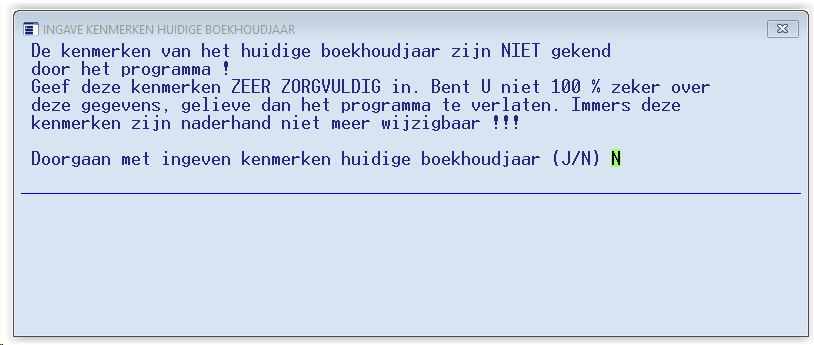 INGAVE KENMERKEN HUIDIGE BOEKHOUDJAAR
De kenmerken van het huidige boekhoudjaar zijn NIET gekend
door het programma !
Geef deze kenmerken ZEER ZORGVULDIG in. Bent U niet 100 % zeker over
deze gegevens, gelieve dan het programma te verlaten. Immers deze
kenmerken zijn naderhand niet meer wijzigbaar !!!
Doorgaan met ingeven kenmerken huidige boekhoudjaar (J/N) N